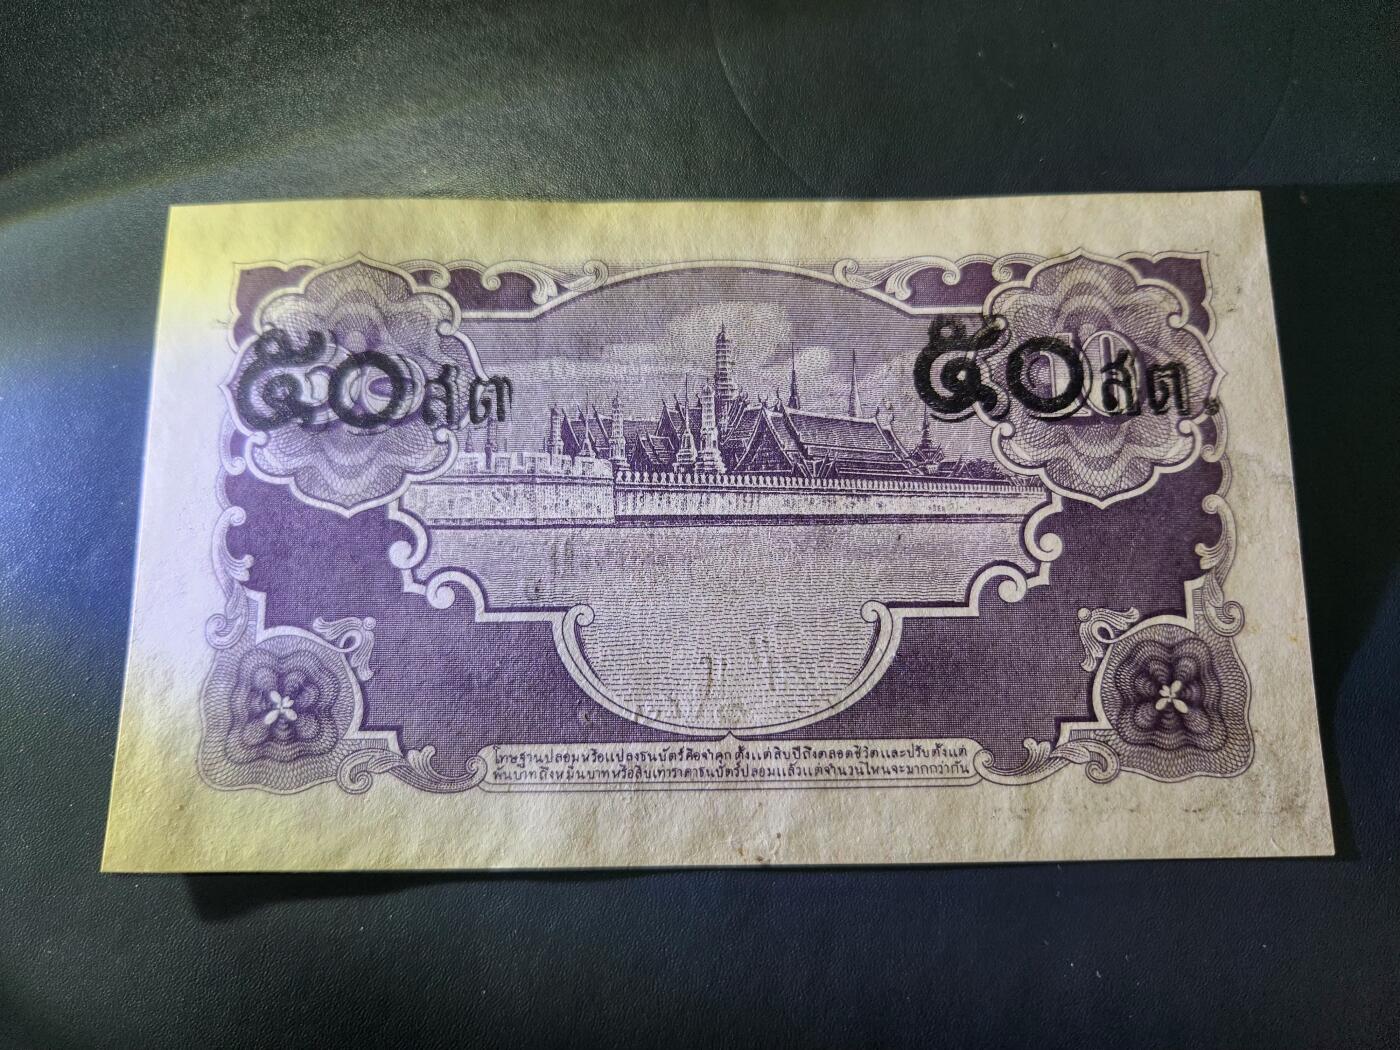 ๕๐ สต
๕๐ สต.
10
โทษฐานปลอมหรือแปลงธนบัตร์คือจำคุกตั้งแต่สิบปีถึงตลอดชีวิตและปรับตั้งแต่
พันบาทถึงหมื่นบาทหรือสิบเท่าราคาธนบัตร์ปลอมแล้วแต่จำนวนไหนจะมากกว่ากัน